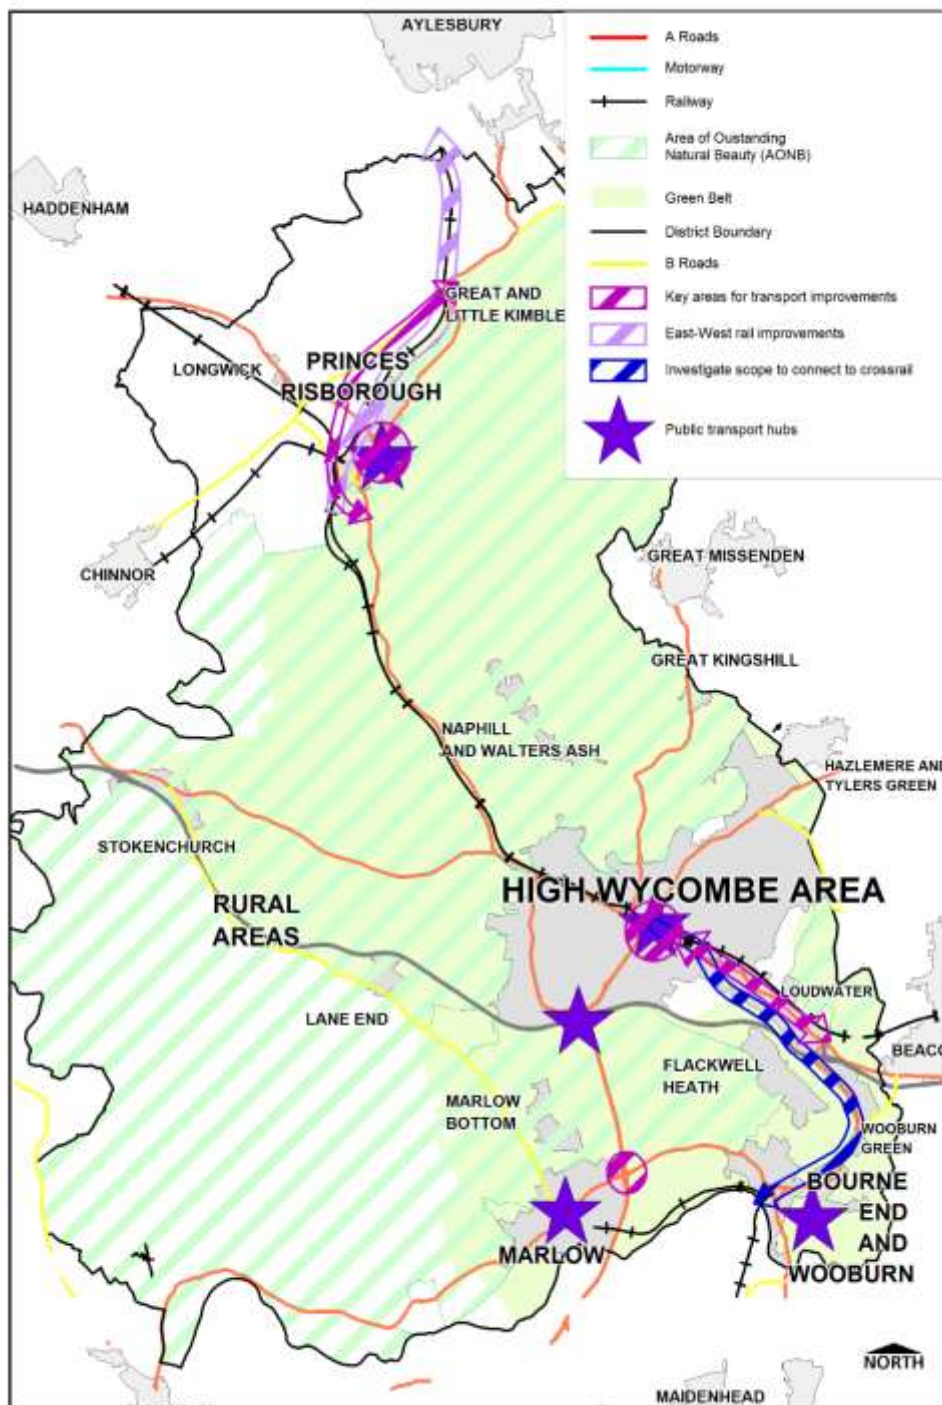 AYLESBURY
A Roads
Motorway
Railway
Area of Oustanding
Natural Beauty (AONB)
Green Belt
District Boundary
B Roads
Key areas for transport improvements
East-West rail improvements
Investigate scope to connect to crossrail
Public transport hubs
HADDENHAM
GREAT AND
LITTLE KIMBLE
LONGWICK
PRINCES
RISBOROUGH
CHINNOR
GREAT MISSENDEN
GREAT KINGSHILL
NAPHILL
AND WALTERS ASH
HAZLEMERE AND
TYLERS GREEN
STOKENCHURCH
HIGH WYCOMBE AREA
RURAL
AREAS
LOUDWATER
LANE END
BEACO
FLACKWELL
HEATH
MARLOW
BOTTOM
WOOBURN
GREEN
BOURNE
END
AND
WOOBURN
MARLOW
NORTH
MAIDENHEAD